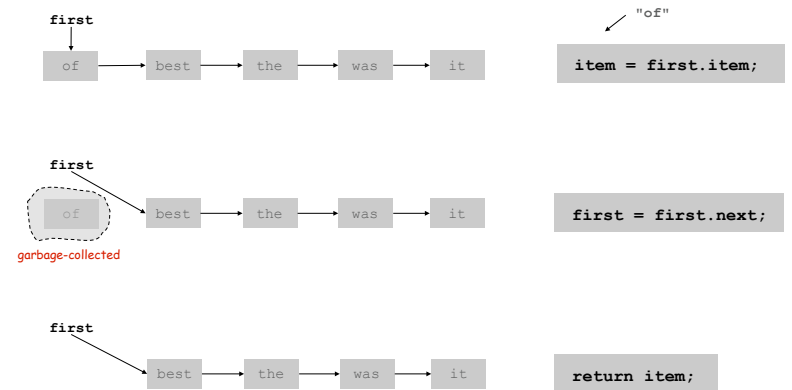 first
"of"
of best the was it
item = first.item;
first
of best the was it
first = first.next;
garbage-collected
first
best the was it
return item;